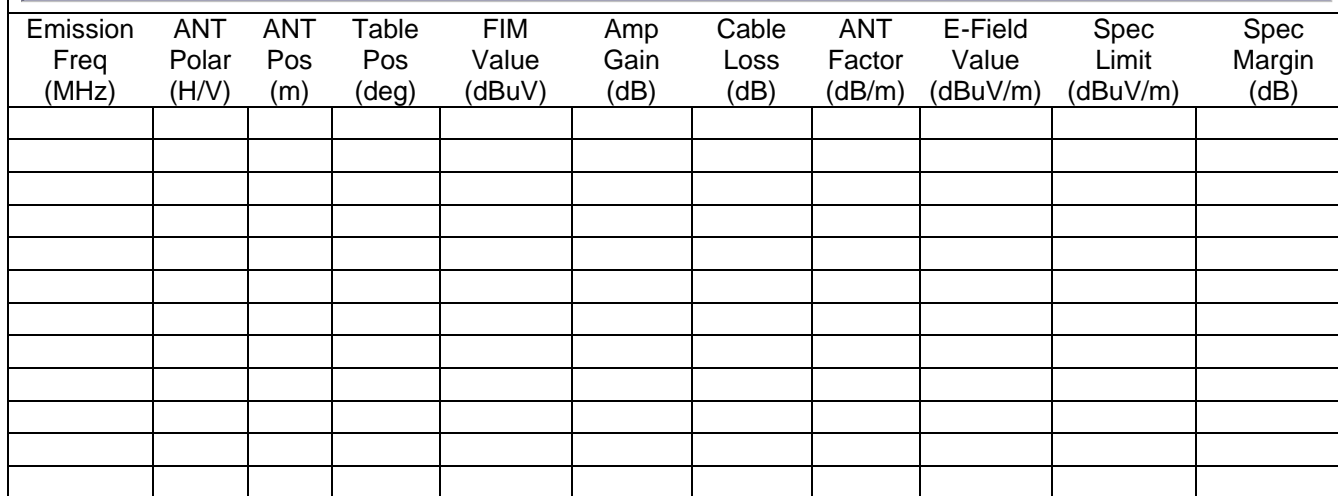 Emission ANT ANT Table FIM Amp Cable ANT E-Field Spec Spec
Freq Polar Pos Pos Value Gain Loss Factor Value Limit Margin
(MHz) (H/V) (m) (deg) (dBuV) (dB) (dB) (dB/m) (dBuV/m) (dBuV/m) (dB)